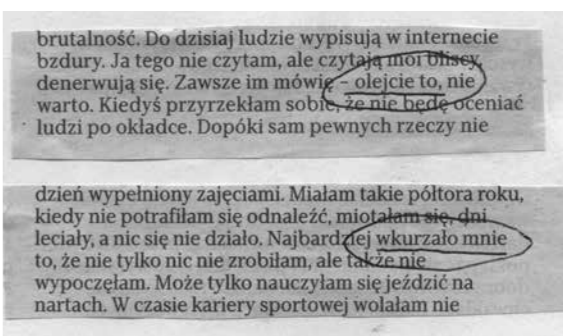 brutalność. Do dzisiaj ludzie wypisują w internecie
bzdury. Ja tego nie czytam, ale czytają moi bliscy,
denerwują się. Zawsze im mówię – olejcie to, nie
warto. Kiedyś przyrzekłam sobie, że nie będę oceniać
ludzi po okładce. Dopóki sam pewnych rzeczy nie
dzień wypełniony zajęciami. Miałam takie półtora roku,
kiedy nie potrafiłam się odnaleźć, miotałam się, dni
leciały, a nic się nie działo. Najbardziej wkurzało mnie
to, że nie tylko nic nie zrobiłam, ale także nie
wypoczęłam. Może tylko nauczyłam się jeździć na
nartach. W czasie kariery sportowej wolałam nie